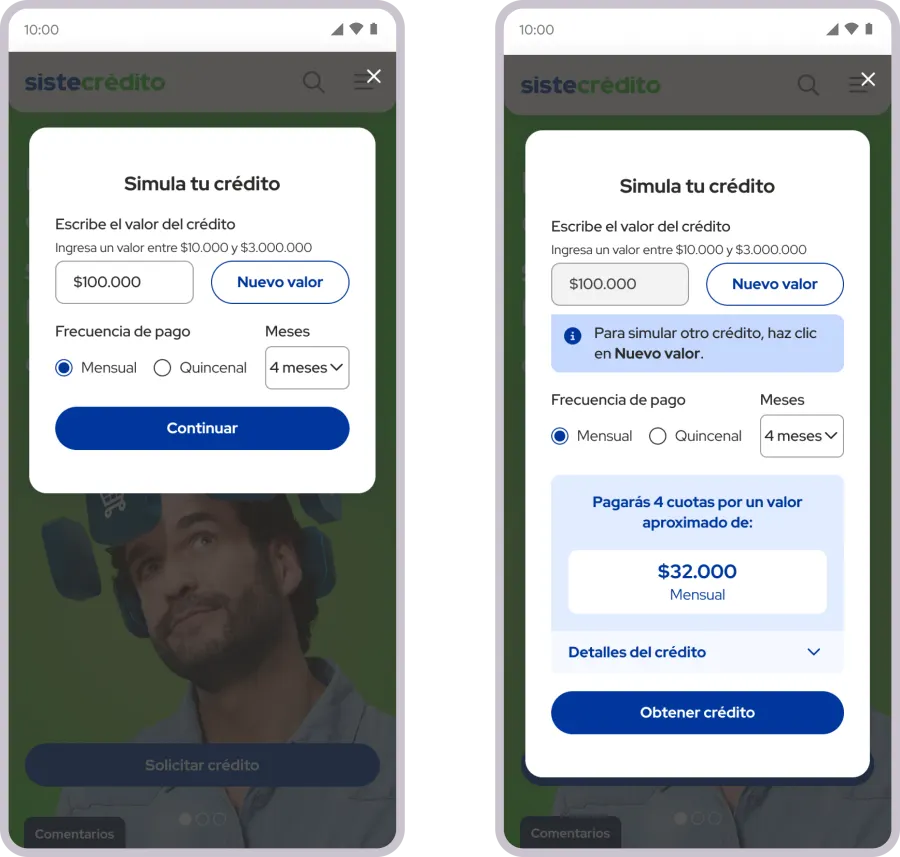 10:00
sistecrédito
Simula tu crédito
Escribe el valor del crédito
Ingresa un valor entre $10.000 y $3.000.000
$100.000
Nuevo valor
Frecuencia de pago
Meses
Mensual
Quincenal
4 meses
Continuar
Solicitar crédito
Comentarios
10:00
sistecrédito
Simula tu crédito
Escribe el valor del crédito
Ingresa un valor entre $10.000 y $3.000.000
$100.000
Nuevo valor
Para simular otro crédito, haz clic
en Nuevo valor.
Frecuencia de pago
Meses
Mensual
Quincenal
4 meses
Pagarás 4 cuotas por un valor
aproximado de:
$32.000
Mensual
Detalles del crédito
Obtener crédito
Comentarios